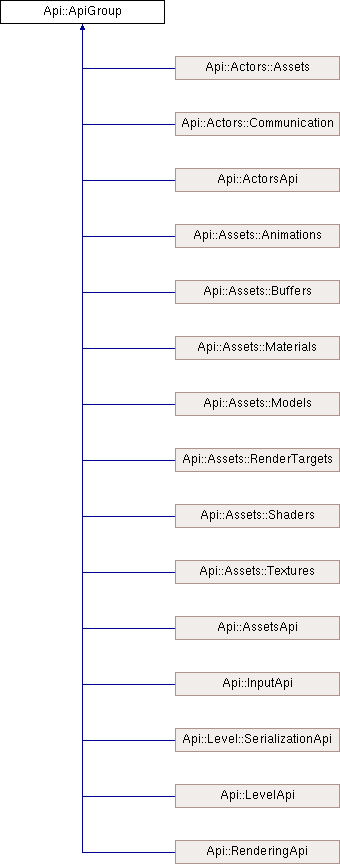 Api::ApiGroup
Api::Actors::Assets
Api::Actors::Communication
Api::ActorsApi
Api::Assets::Animations
Api::Assets::Buffers
Api::Assets::Materials
Api::Assets::Models
Api::Assets::RenderTargets
Api::Assets::Shaders
Api::Assets::Textures
Api::AssetsApi
Api::InputApi
Api::Level::SerializationApi
Api::LevelApi
Api::RenderingApi